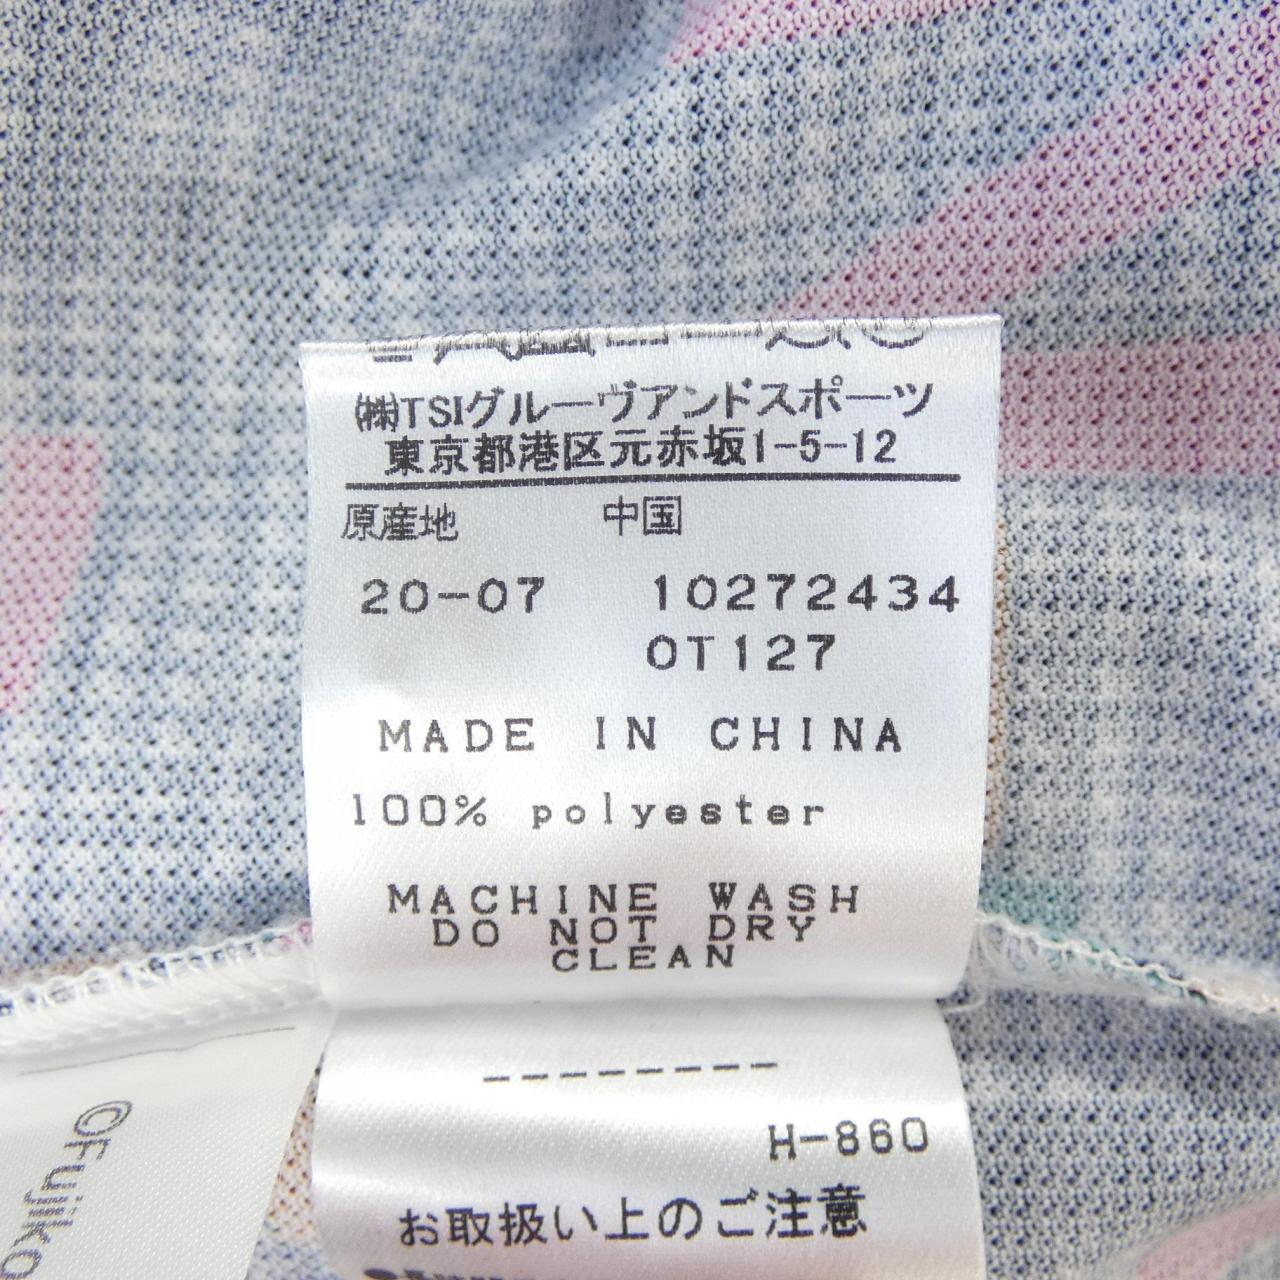 (株)TSIグルーヴアンドスポーツ
東京都港区元赤坂1-5-12
原産地 中国
20-07 10272434
0T127
MADE IN CHINA
100% polyester
MACHINE WASH
DO NOT DRY
CLEAN
--------
H-860
お取扱い上のご注意
©Fujiko